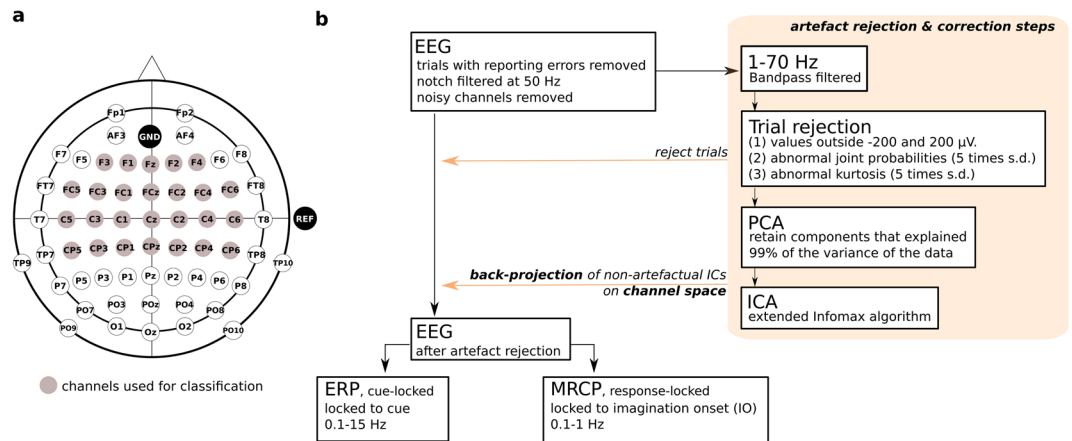 a
Fp1 Fp2
AF3 GND AF4
F7 F5 F3 F1 Fz F2 F4 F6 F8
FT7 FC5 FC3 FC1 FCz FC2 FC4 FC6 FT8
T7 C5 C3 C1 Cz C2 C4 C6 T8 REF
TP9 TP7 CP5 CP3 CP1 CPz CP2 CP4 CP6 TP8 TP10
P7 P5 P3 P1 Pz P2 P4 P6 P8
PO9 PO7 PO3 POz PO4 PO8 PO10
O1 Oz O2
channels used for classification
b
artefact rejection & correction steps
EEG
trials with reporting errors removed
notch filtered at 50 Hz
noisy channels removed
1-70 Hz
Bandpass filtered
Trial rejection
(1) values outside -200 and 200 μV.
(2) abnormal joint probabilities (5 times s.d.)
(3) abnormal kurtosis (5 times s.d.)
reject trials
PCA
retain components that explained
99% of the variance of the data
back-projection of non-artefactual ICs
on channel space
ICA
extended Infomax algorithm
EEG
after artefact rejection
ERP, cue-locked
locked to cue
0.1-15 Hz
MRCP, response-locked
locked to imagination onset (IO)
0.1-1 Hz